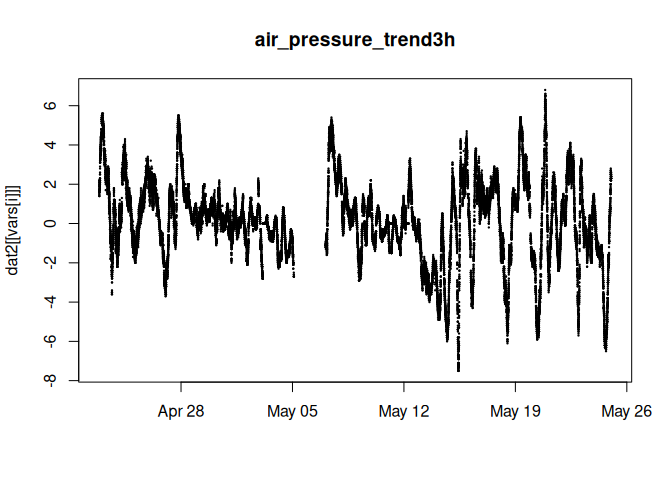 air_pressure_trend3h
dat2[[vars[i]]]
6
4
2
0
-2
-4
-6
-8
Apr 28
May 05
May 12
May 19
May 26